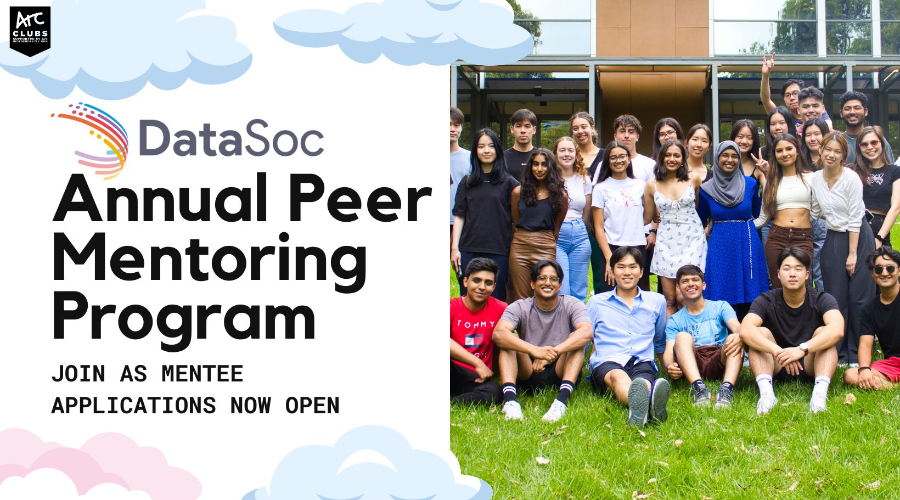 ARC
CLUBS
DataSoc
Annual Peer
Mentoring
Program
JOIN AS MENTEE
APPLICATIONS NOW OPEN
TOMMY